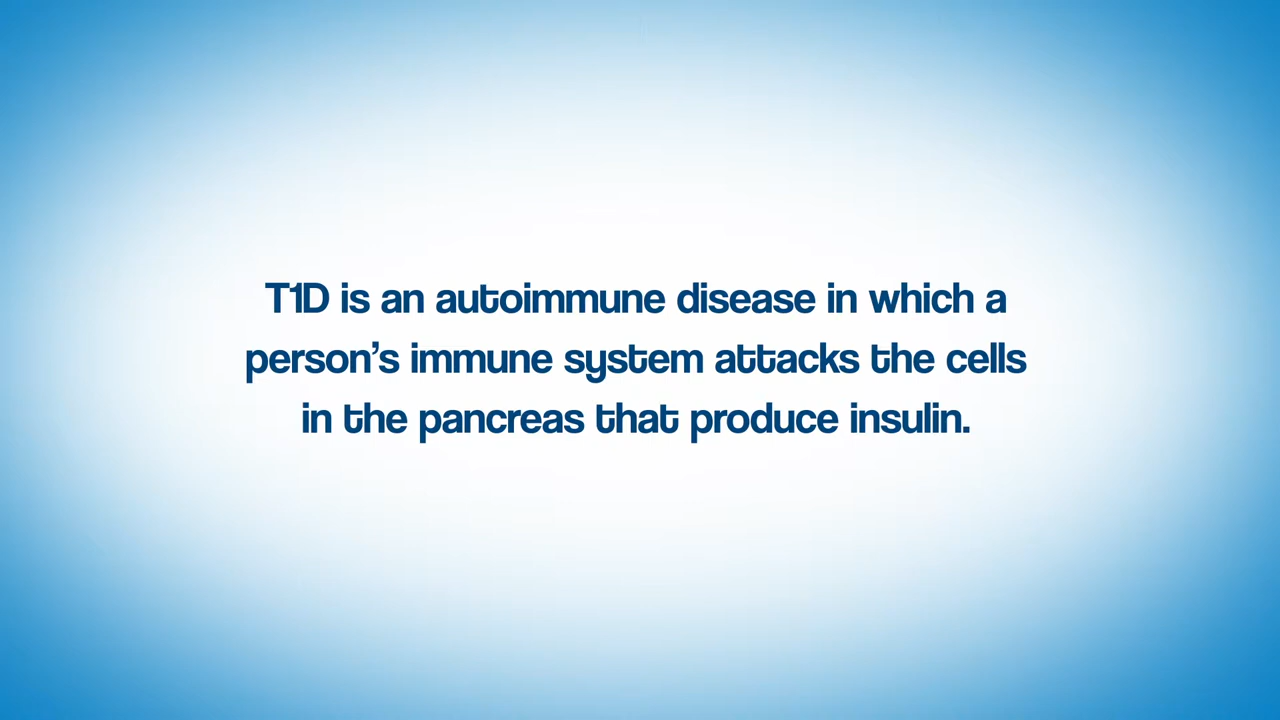 T1D is an autoimmune disease in which a
person’s immune system attacks the cells
in the pancreas that produce insulin.